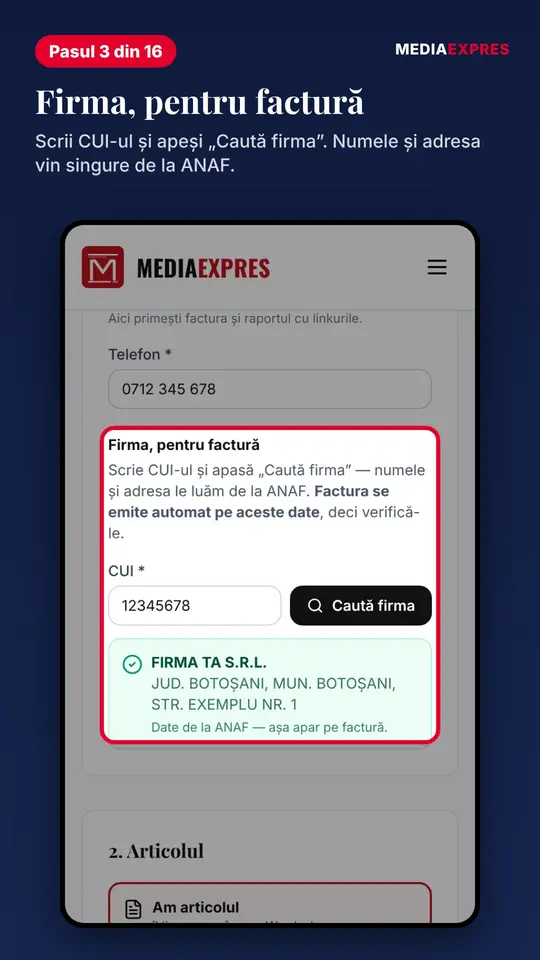 Pasul 3 din 16
MEDIAEXPRES
Firma, pentru factură
Scrii CUI-ul și apeși „Caută firma”. Numele și adresa
vin singure de la ANAF.
MEDIAEXPRES
Aici primești factura și raportul cu linkurile.
Telefon *
0712 345 678
Firma, pentru factură
Scrie CUI-ul și apasă „Caută firma” — numele
și adresa le luăm de la ANAF. Factura se
emite automat pe aceste date, deci verifică-
le.
CUI *
12345678
Caută firma
FIRMA TA S.R.L.
JUD. BOTOȘANI, MUN. BOTOȘANI,
STR. EXEMPLU NR. 1
Date de la ANAF — așa apar pe factură.
2. Articolul
Am articolul